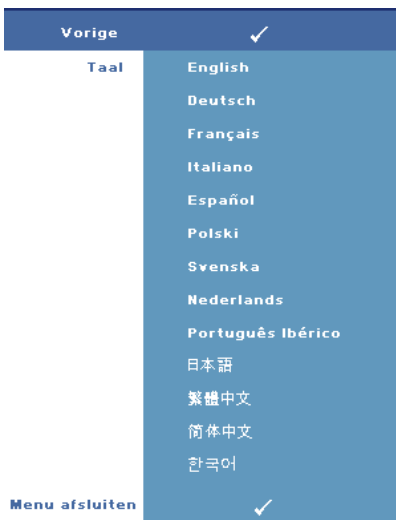 Vorige ✓
Taal English
Deutsch
Français
Italiano
Español
Polski
Svenska
Nederlands
Português Ibérico
日本語
繁體中文
简体中文
한국어
Menu afsluiten ✓